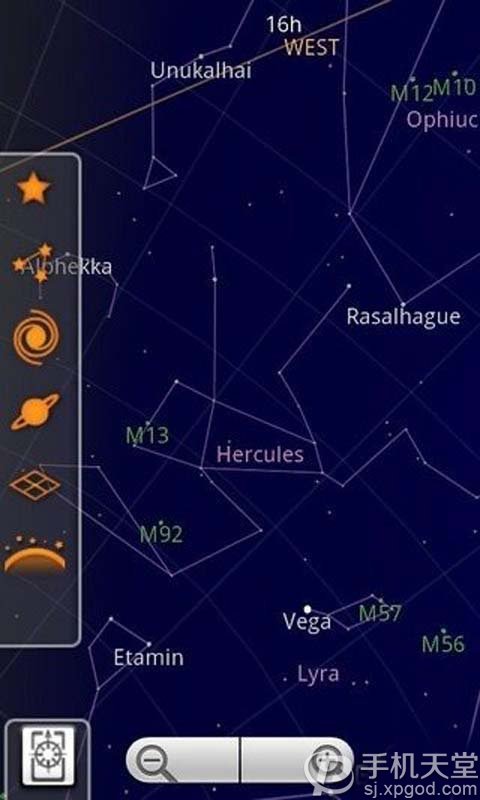 16h
WEST
Unukalhai
M12
M10
Ophiuc
Alphekka
Rasalhague
M13
Hercules
M92
Vega
M57
M56
Etamin
Lyra
手机天堂
sj.xpgod.com